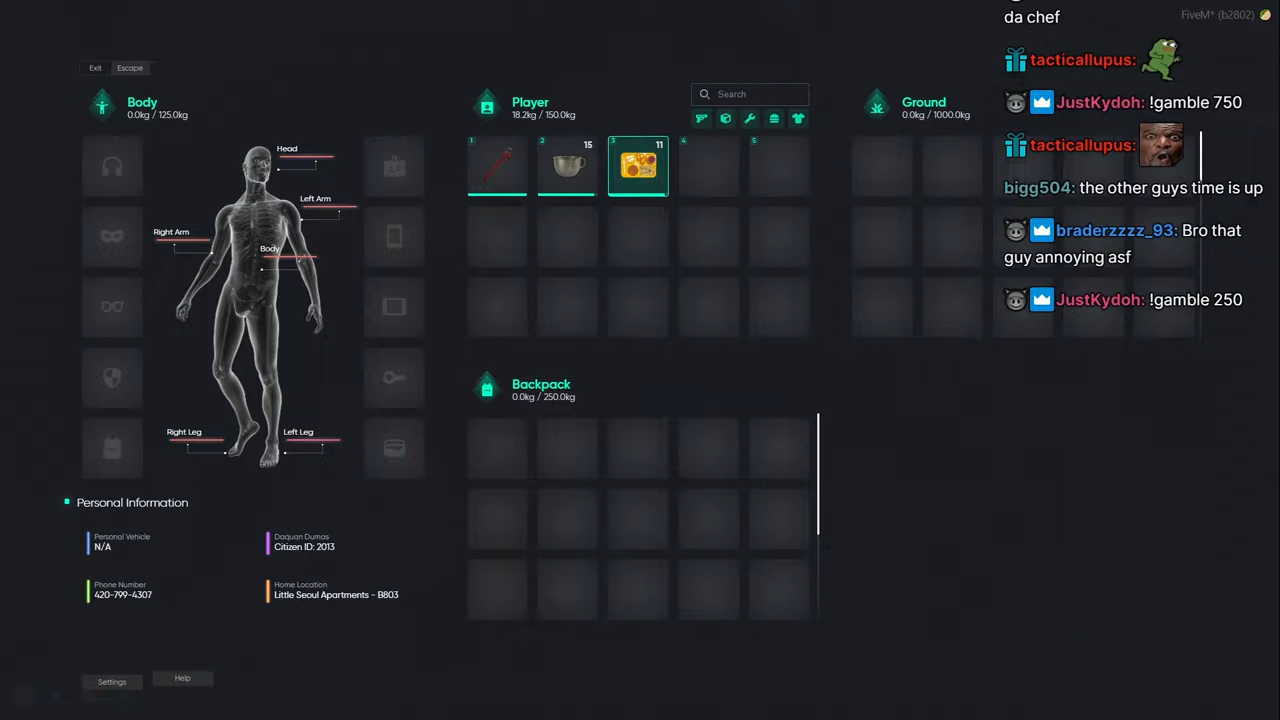 da chef
FiveM* (b2802)
tacticallupus:
JustKydoh: !gamble 750
tacticallupus:
bigg504: the other guys time is up
braderzzzz_93: Bro that
guy annoying asf
JustKydoh: !gamble 250
Exit Escape
Body
0.0kg / 125.0kg
Head
Left Arm
Right Arm
Body
Right Leg
Left Leg
Player
18.2kg / 150.0kg
Search
1
2
15
3
11
4
5
Ground
0.0kg / 1000.0kg
Backpack
0.0kg / 250.0kg
Personal Information
Personal Vehicle
N/A
Daquan Dumas
Citizen ID: 2013
Phone Number
420-799-4307
Home Location
Little Seoul Apartments - B803
Settings
Help